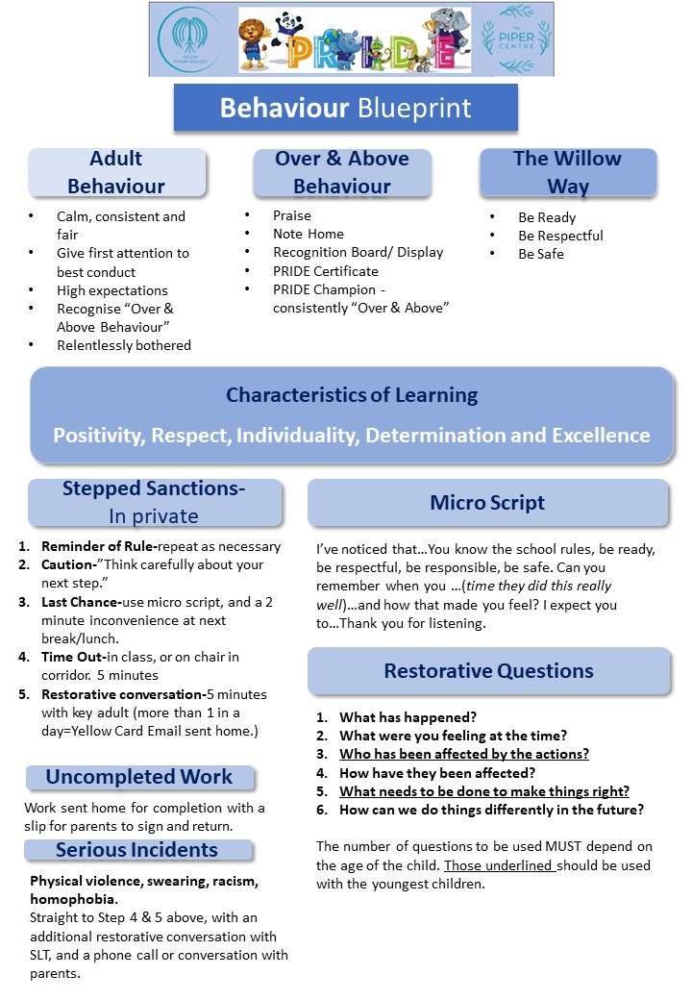 PRIDE
The
PIPER
CENTRE
Behaviour Blueprint
Adult
Behaviour
• Calm, consistent and
fair
• Give first attention to
best conduct
• High expectations
• Recognise “Over &
Above Behaviour”
• Relentlessly bothered
Over & Above
Behaviour
• Praise
• Note Home
• Recognition Board/ Display
• PRIDE Certificate
• PRIDE Champion -
consistently “Over & Above”
The Willow
Way
• Be Ready
• Be Respectful
• Be Safe
Characteristics of Learning
Positivity, Respect, Individuality, Determination and Excellence
Stepped Sanctions-
In private
1. Reminder of Rule-repeat as necessary
2. Caution-”Think carefully about your
next step.”
3. Last Chance-use micro script, and a 2
minute inconvenience at next
break/lunch.
4. Time Out-in class, or on chair in
corridor. 5 minutes
5. Restorative conversation-5 minutes
with key adult (more than 1 in a
day=Yellow Card Email sent home.)
Uncompleted Work
Work sent home for completion with a
slip for parents to sign and return.
Serious Incidents
Physical violence, swearing, racism,
homophobia.
Straight to Step 4 & 5 above, with an
additional restorative conversation with
SLT, and a phone call or conversation with
parents.
Micro Script
I’ve noticed that…You know the school rules, be ready,
be respectful, be responsible, be safe. Can you
remember when you …(time they did this really
well)…and how that made you feel? I expect you
to…Thank you for listening.
Restorative Questions
1. What has happened?
2. What were you feeling at the time?
3. Who has been affected by the actions?
4. How have they been affected?
5. What needs to be done to make things right?
6. How can we do things differently in the future?
The number of questions to be used MUST depend on
the age of the child. Those underlined should be used
with the youngest children.